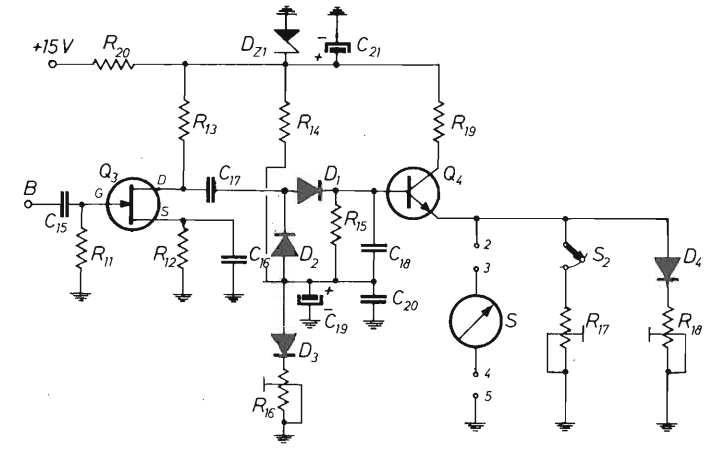 +15V
R20
DZ1
- + C21
R13
R14
R19
Q3
D
G
S
B
C15
R11
R12
C17
C16
D1
D2
R15
C18
Q4
+ - C19
C20
D3
R16
2
3
S
4
5
S2
R17
D4
R18